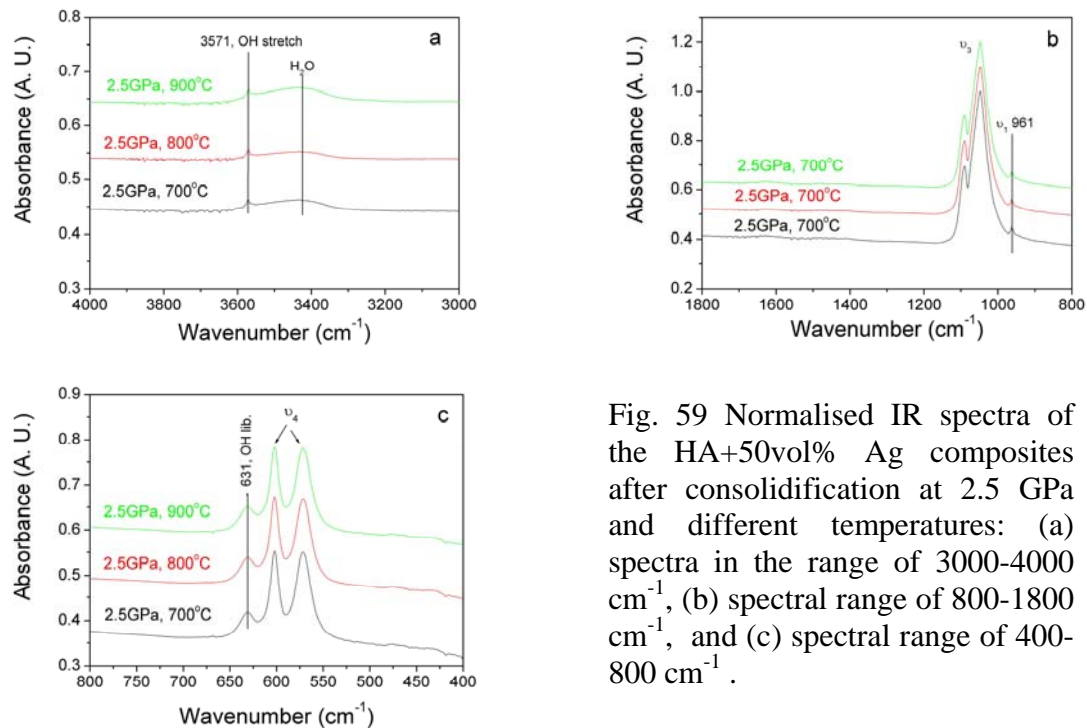 a
0.8
0.7
0.6
0.5
0.4
0.3
Absorbance (A. U.)
3571, OH stretch
H2O
2.5GPa, 900°C
2.5GPa, 800°C
2.5GPa, 700°C
4000 3800 3600 3400 3200 3000
Wavenumber (cm-1)
b
1.2
1.0
0.8
0.6
0.4
0.2
Absorbance (A. U.)
υ3
υ1 961
2.5GPa, 700°C
2.5GPa, 700°C
2.5GPa, 700°C
1800 1600 1400 1200 1000 800
Wavenumber (cm-1)
c
0.9
0.8
0.7
0.6
0.5
0.4
0.3
Absorbance (A. U.)
631, OH lib.
υ4
2.5GPa, 900°C
2.5GPa, 800°C
2.5GPa, 700°C
800 750 700 650 600 550 500 450 400
Wavenumber (cm-1)
Fig. 59 Normalised IR spectra of
the HA+50vol% Ag composites
after consolidification at 2.5 GPa
and different temperatures: (a)
spectra in the range of 3000-4000
cm-1, (b) spectral range of 800-1800
cm-1, and (c) spectral range of 400-
800 cm-1 .